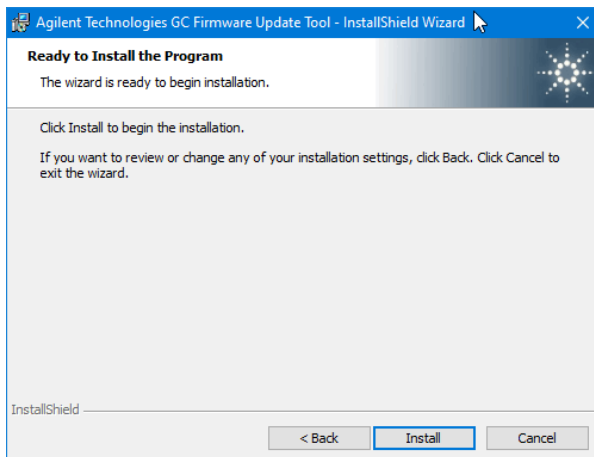 Agilent Technologies GC Firmware Update Tool - InstallShield Wizard
Ready to Install the Program
The wizard is ready to begin installation.
Click Install to begin the installation.
If you want to review or change any of your installation settings, click Back. Click Cancel to
exit the wizard.
InstallShield
< Back Install Cancel